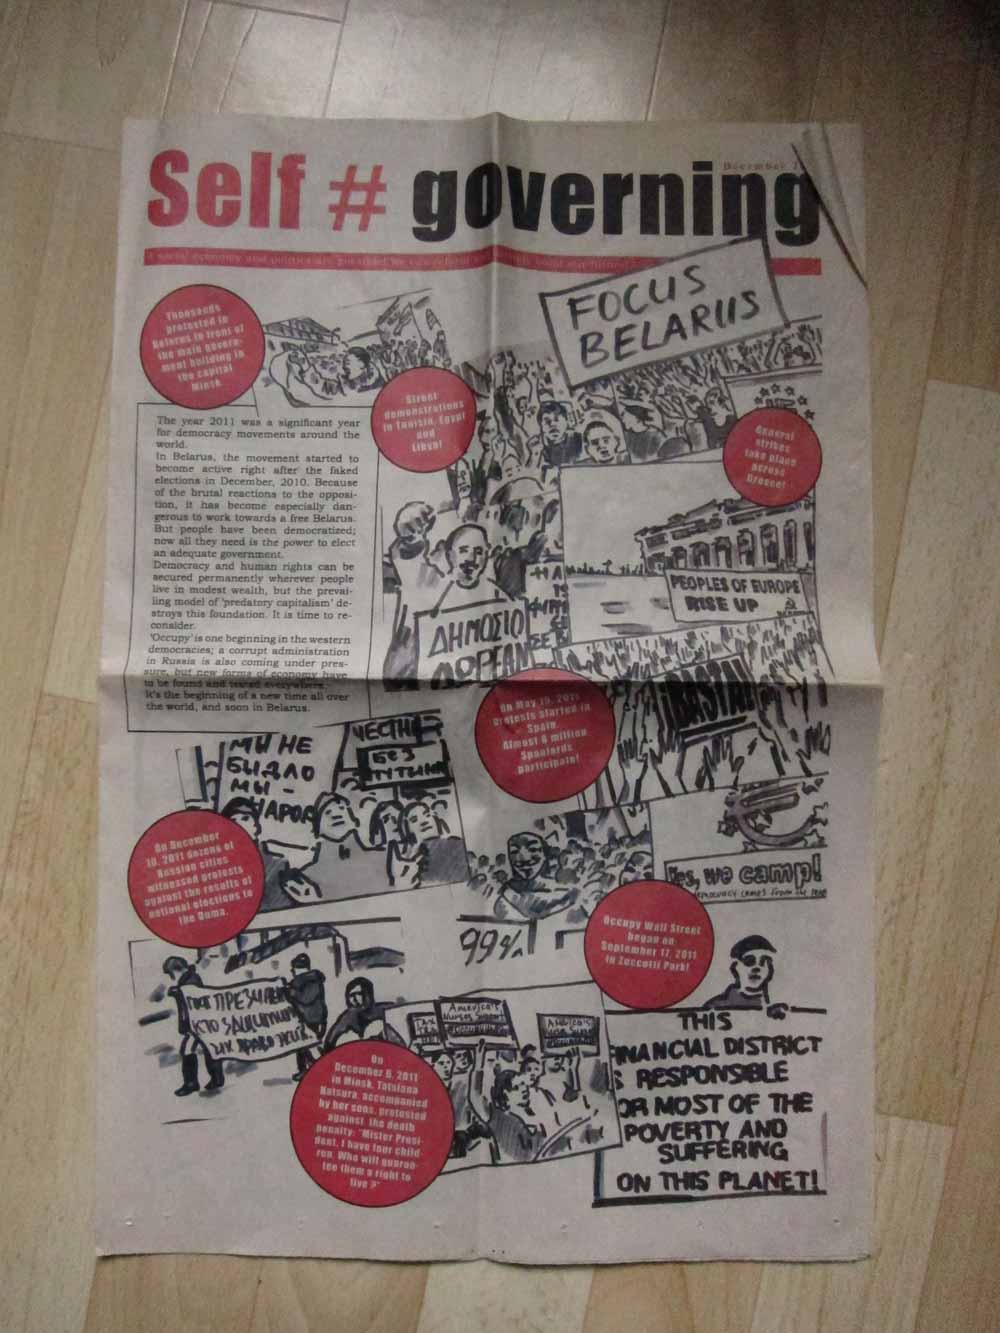 December
Self # governing
FOCUS
BELARUS
Thousands
protested in
Belarus in front of
the main govern-
ment building in
the capital
Minsk
Street
demonstrations
in Tunisia, Egypt
and
Libya!
General
strikes
take place
across
Greece!
The year 2011 was a significant year
for democracy movements around the
world.
In Belarus, the movement started to
become active right after the faked
elections in December, 2010. Because
of the brutal reactions to the opposi-
tion, it has become especially dan-
gerous to work towards a free Belarus.
But people have been democratized;
now all they need is the power to elect
an adequate government.
Democracy and human rights can be
secured permanently wherever people
live in modest wealth, but the prevai-
ling model of 'predatory capitalism' de-
stroys this foundation. It is time to re-
consider.
'Occupy' is one beginning in the western
democracies; a corrupt administration
in Russia is also coming under pres-
sure, but new forms of economy have
to be found and tested everywhere.
It's the beginning of a new time all over
the world, and soon in Belarus.
PEOPLES OF EUROPE
RISE UP
ΔΗΜΟΣΙΟ
ΔΩΡΕΑΝ
¡BASTA!
On May 15, 2011
Protests started in
Spain.
Almost 8 million
Spaniards
participate!
МЫ НЕ
БЫДЛО
МЫ -
НАРОД
ЧЕСТН
БЕЗ
ПУТИНА
On December
10, 2011 dozens of
Russian cities
witnessed protests
against the results of
national elections to
the Duma.
Yes, we camp!
99%
Occupy Wall Street
began on
September 17, 2011
in Zuccotti Park!
ПРЕЗИДЕНТ
КТО ЗАЩИТИТ
ИХ ПРАВО
America's
Nurses Support
On
December 6, 2011
in Minsk, Tatsiana
accompanied
by her sons, protested
against the death
penalty: "Mister Presi-
dent, I have four child-
ren. Who will guaran-
tee them a right to
live?"
THIS
FINANCIAL DISTRICT
IS RESPONSIBLE
FOR MOST OF THE
POVERTY AND
SUFFERING
ON THIS PLANET!